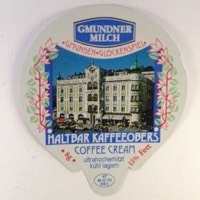 GMUNDNER
MILCH
GMUNDEN • GLOCKENSPIEL
HALTBAR KAFFEEOBERS
COFFEE CREAM
8g
15% Fett
ultrahocherhitzt
kühl lagern